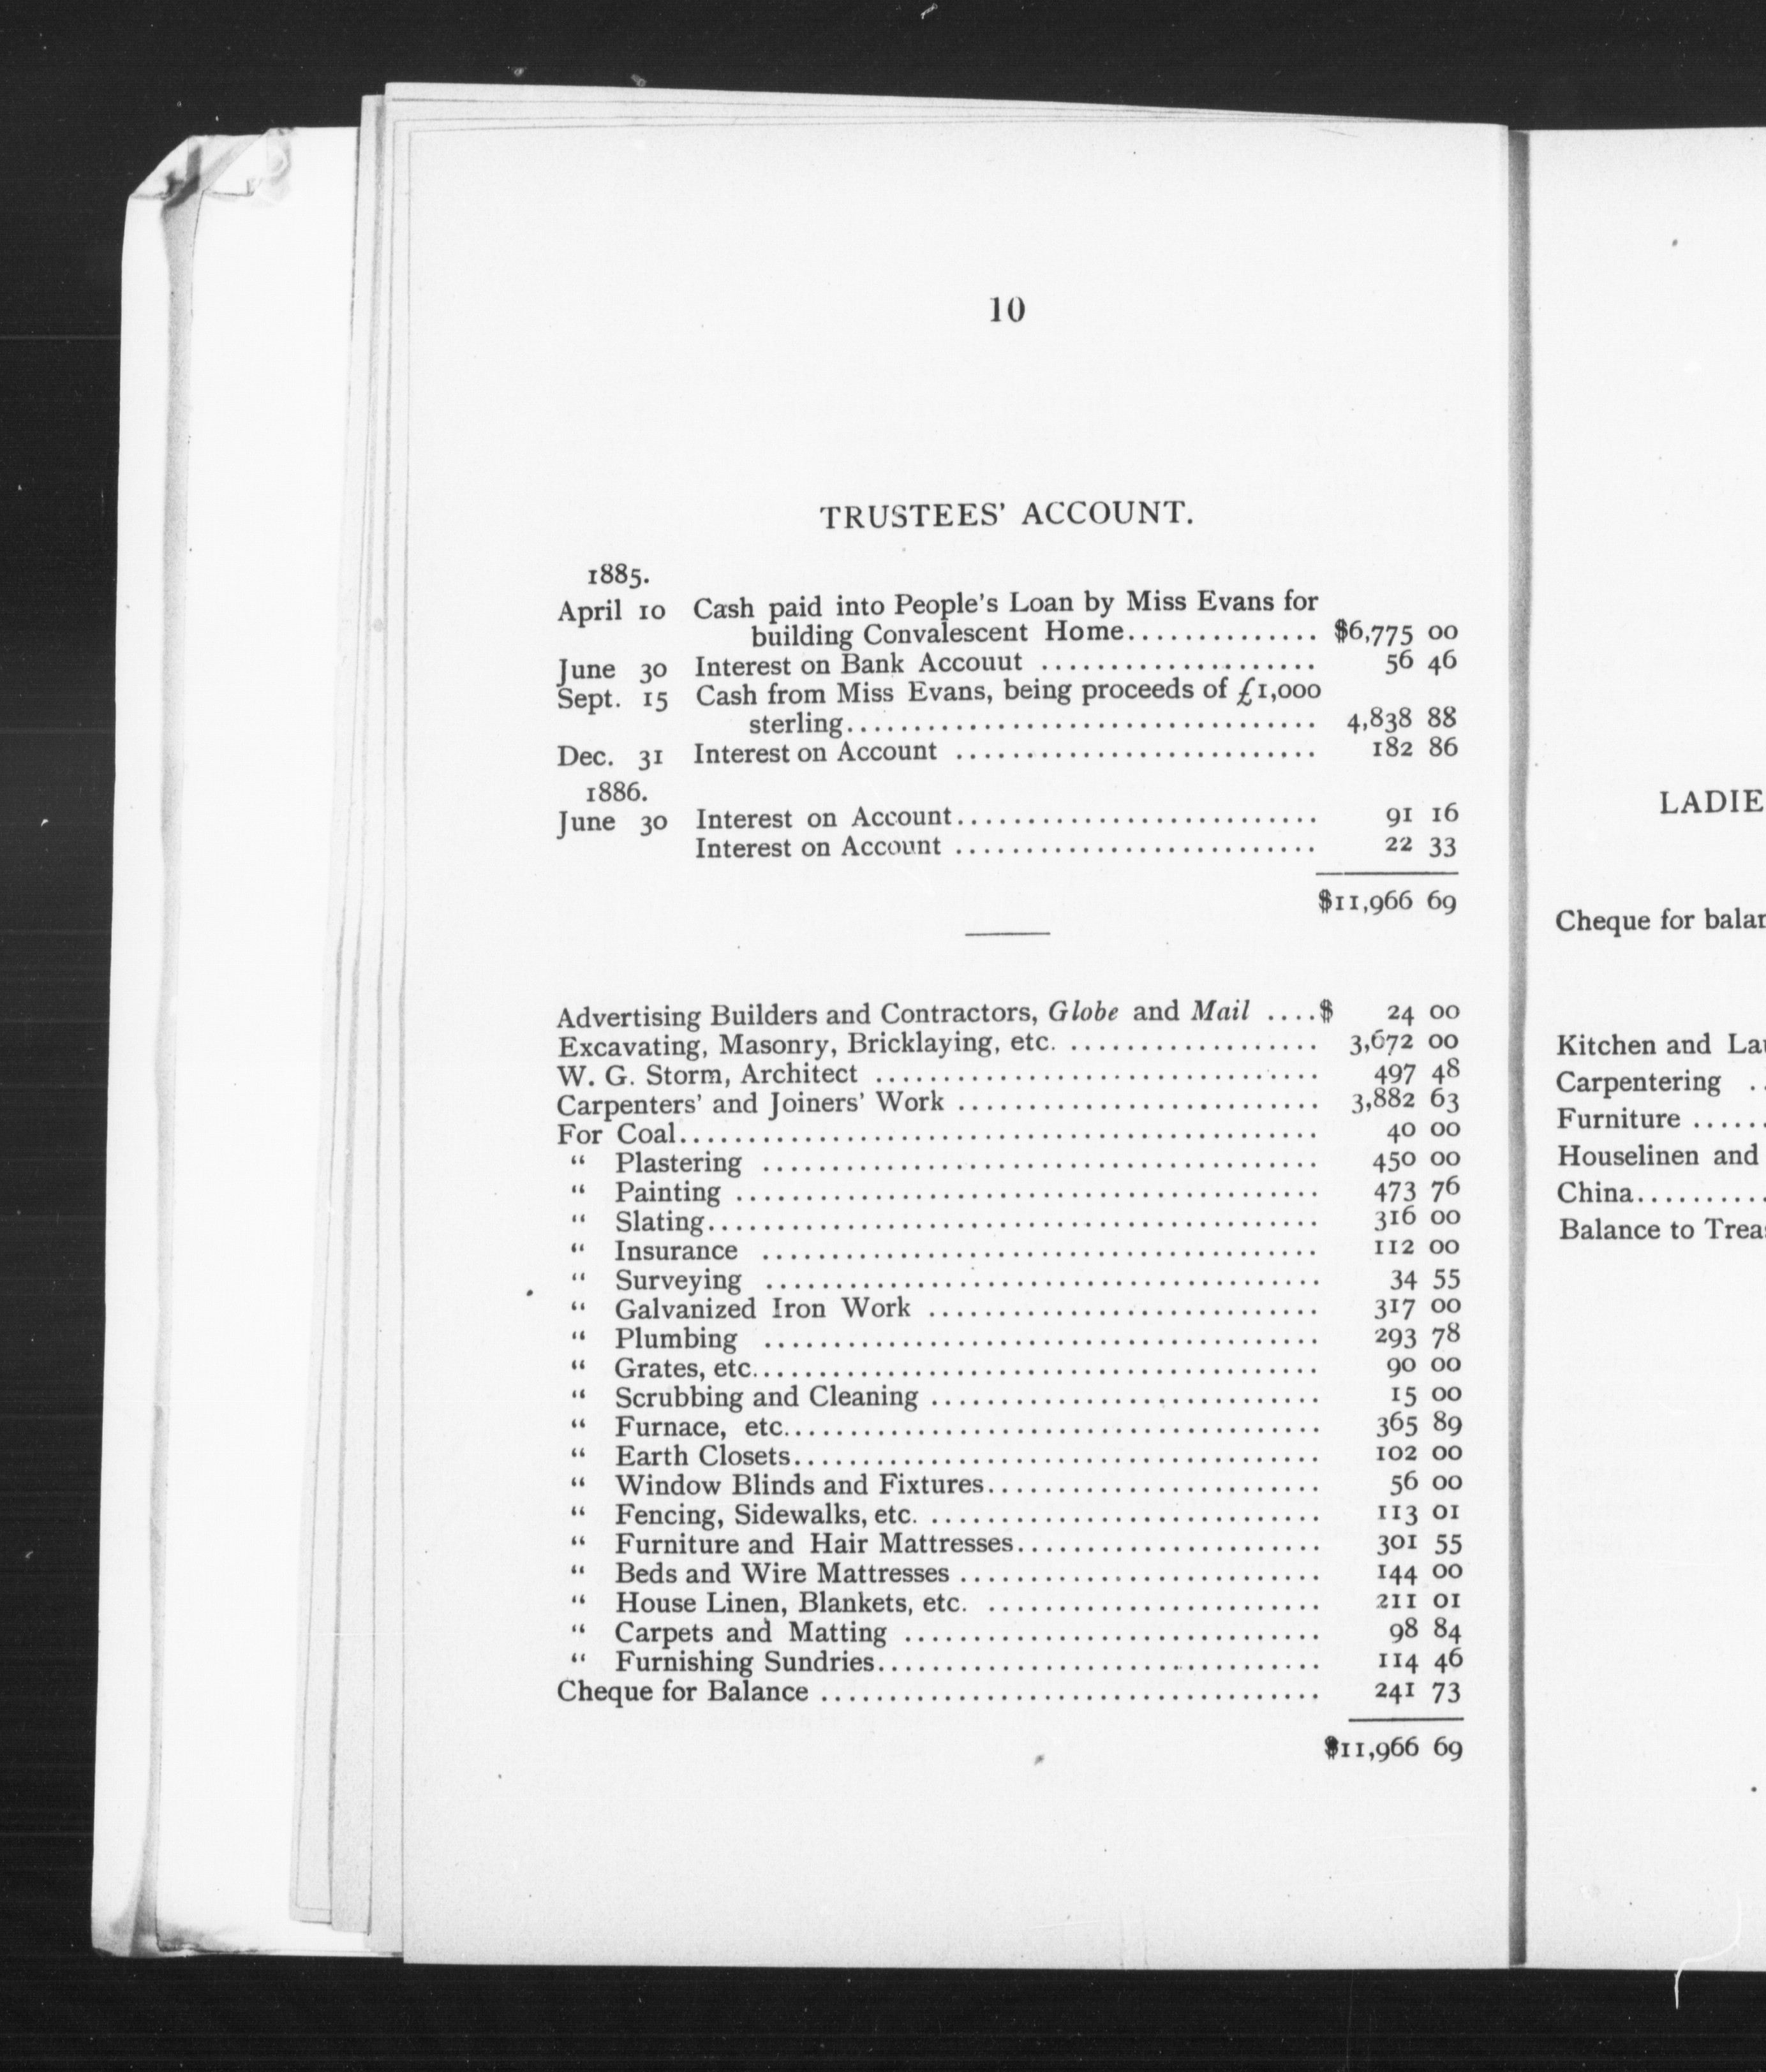 10
TRUSTEES' ACCOUNT.
1885.
April 10 Cash paid into People's Loan by Miss Evans for
building Convalescent Home.............. $6,775 00
June 30 Interest on Bank Accouut .................... 56 46
Sept. 15 Cash from Miss Evans, being proceeds of £1,000
sterling.................................. 4,838 88
Dec. 31 Interest on Account .......................... 182 86
1886.
June 30 Interest on Account.......................... 91 16
Interest on Account .......................... 22 33
$11,966 69
Advertising Builders and Contractors, Globe and Mail ....$ 24 00
Excavating, Masonry, Bricklaying, etc. .................. 3,672 00
W. G. Storm, Architect ................................ 497 48
Carpenters' and Joiners' Work .......................... 3,882 63
For Coal.............................................. 40 00
“ Plastering ........................................ 450 00
“ Painting .......................................... 473 76
“ Slating............................................ 316 00
“ Insurance ........................................ 112 00
“ Surveying ........................................ 34 55
“ Galvanized Iron Work ............................ 317 00
“ Plumbing ........................................ 293 78
“ Grates, etc........................................ 90 00
“ Scrubbing and Cleaning ............................ 15 00
“ Furnace, etc...................................... 365 89
“ Earth Closets...................................... 102 00
“ Window Blinds and Fixtures........................ 56 00
“ Fencing, Sidewalks, etc. ............................ 113 01
“ Furniture and Hair Mattresses...................... 301 55
“ Beds and Wire Mattresses .......................... 144 00
“ House Linen, Blankets, etc. ........................ 211 01
“ Carpets and Matting .............................. 98 84
“ Furnishing Sundries................................ 114 46
Cheque for Balance .................................... 241 73
$11,966 69
LADIE
Cheque for balan
Kitchen and Lau
Carpentering ..
Furniture ......
Houselinen and
China..........
Balance to Treas